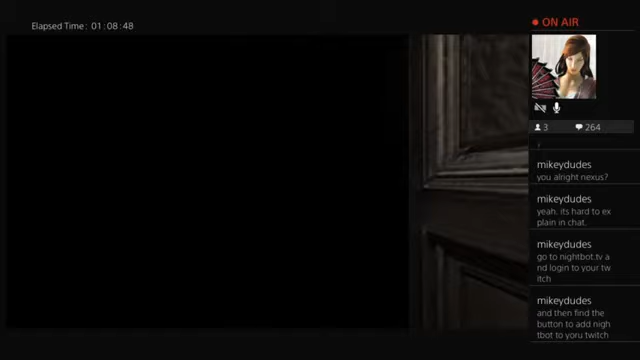 Elapsed Time: 01:08:48
ON AIR
3
264
y
mikeydudes
you alright nexus?
mikeydudes
yeah. its hard to ex
plain in chat.
mikeydudes
go to nightbot.tv a
nd login to your tw
itch
mikeydudes
and then find the
button to add nigh
tbot to yoru twitch